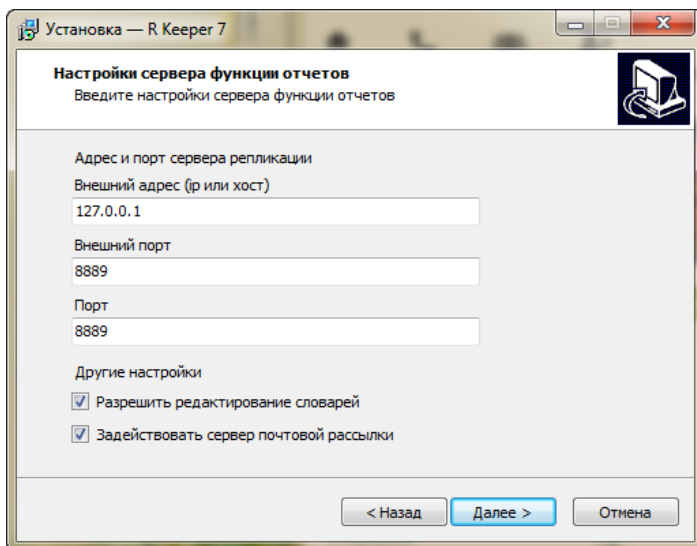 Установка — R Keeper 7
Настройки сервера функции отчетов
Введите настройки сервера функции отчетов
Адрес и порт сервера репликации
Внешний адрес (ip или хост)
127.0.0.1
Внешний порт
8889
Порт
8889
Другие настройки
Разрешить редактирование словарей
Задействовать сервер почтовой рассылки
< Назад
Далее >
Отмена